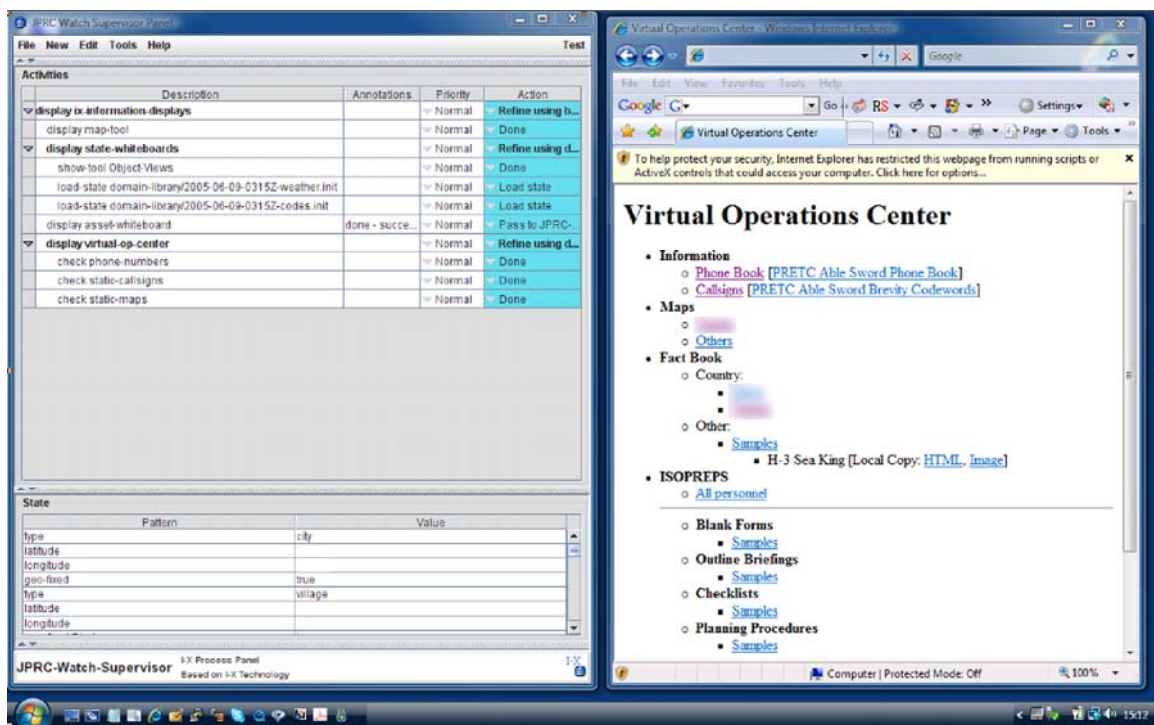 JPRC Watch Supervisor Panel
File New Edit Tools Help Test
Activities
Description Annotations Priority Action
display ix-information-displays Normal Refine using b...
display map-tool Normal Done
display state-whiteboards Normal Refine using d...
show-tool Object-Views Normal Done
load-state domain-library/2005-06-09-0315Z-weather.init Normal Load state
load-state domain-library/2005-06-09-0315Z-codes.init Normal Load state
display asset-whiteboard done - succe... Normal Pass to JPRC-...
display virtual-op-center Normal Refine using d...
check phone-numbers Normal Done
check static-callsigns Normal Done
check static-maps Normal Done
State
Pattern Value
type city
latitude
longitude
geo-fixed true
type village
latitude
longitude
JPRC-Watch-Supervisor
I-X Process Panel
Based on I-X Technology
I-X
Virtual Operations Center - Windows Internet Explorer
Google
File Edit View Favorites Tools Help
Google G Go RS Settings
Virtual Operations Center Page Tools
To help protect your security, Internet Explorer has restricted this webpage from running scripts or
ActiveX controls that could access your computer. Click here for options...
Virtual Operations Center
Information
Phone Book [PRETC Able Sword Phone Book]
Callsigns [PRETC Able Sword Brevity Codewords]
Maps
Others
Fact Book
Country:
Other:
Samples
H-3 Sea King [Local Copy: HTML, Image]
ISOPREPS
All personnel
Blank Forms
Samples
Outline Briefings
Samples
Checklists
Samples
Planning Procedures
Samples
Computer | Protected Mode: Off 100%
15:12